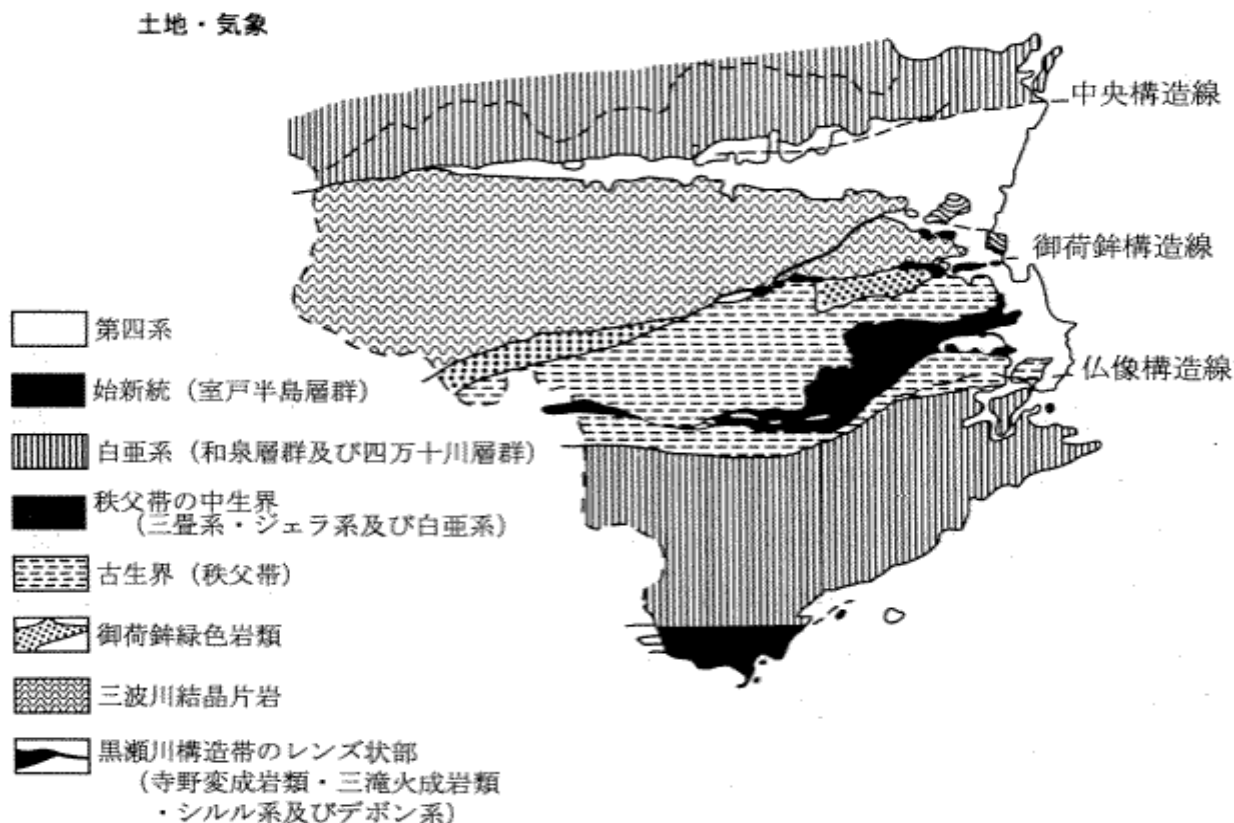 土地・気象
中央構造線
御荷鉾構造線
仏像構造線
第四系
始新統（室戸半島層群）
白亜系（和泉層群及び四万十川層群）
秩父帯の中生界
（三畳系・ジェラ系及び白亜系）
古生界（秩父帯）
御荷鉾緑色岩類
三波川結晶片岩
黒瀬川構造帯のレンズ状部
（寺野変成岩類・三滝火成岩類
・シルル系及びデボン系）